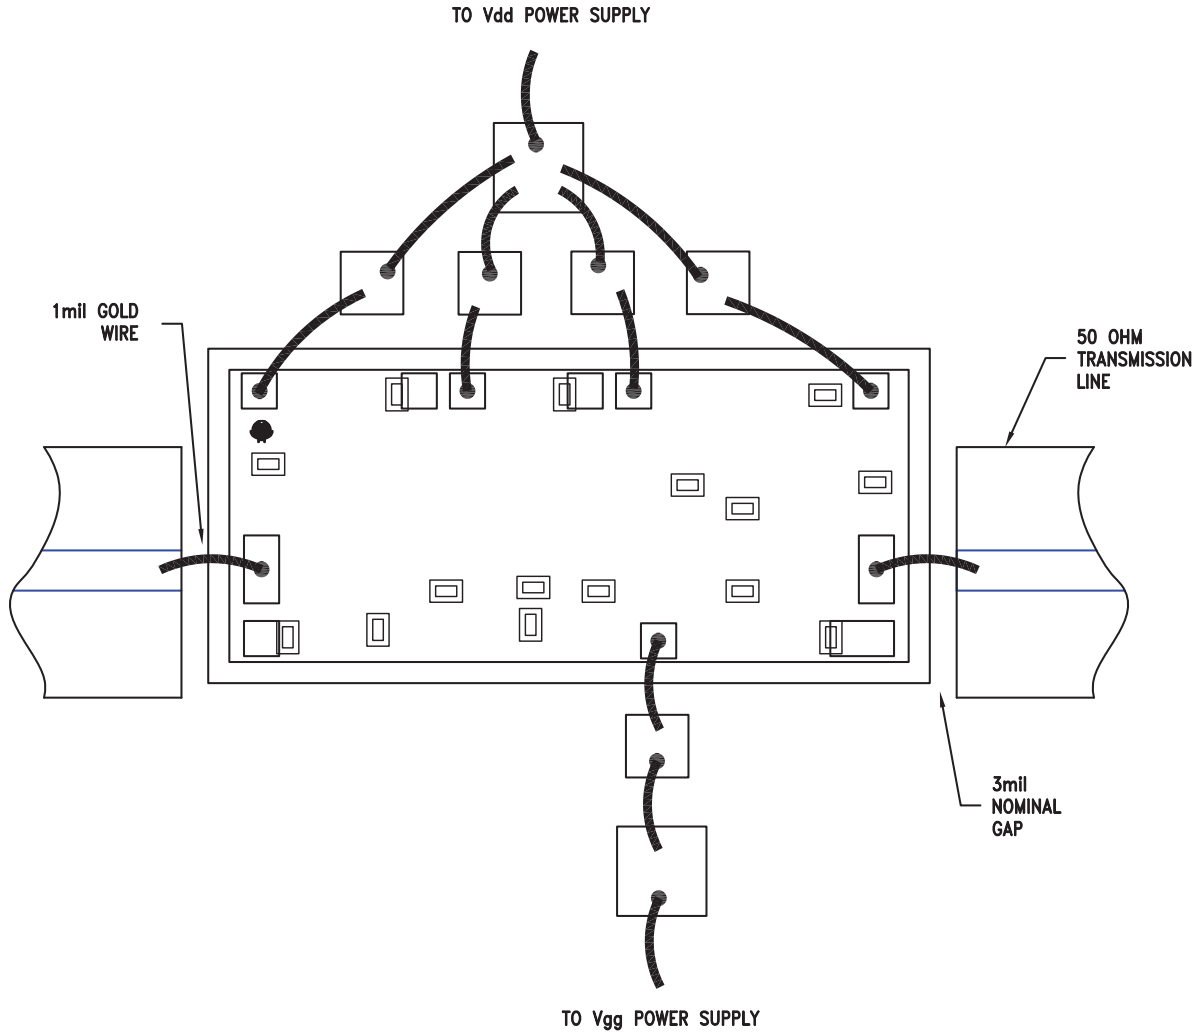 TO Vdd POWER SUPPLY
1mil GOLD
WIRE
50 OHM
TRANSMISSION
LINE
3mil
NOMINAL
GAP
TO Vgg POWER SUPPLY